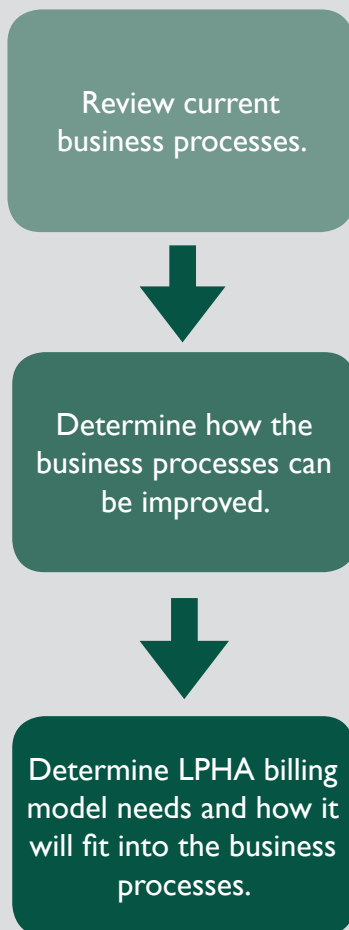 Review current
business processes.
Determine how the
business processes can
be improved.
Determine LPHA billing
model needs and how it
will fit into the business
processes.